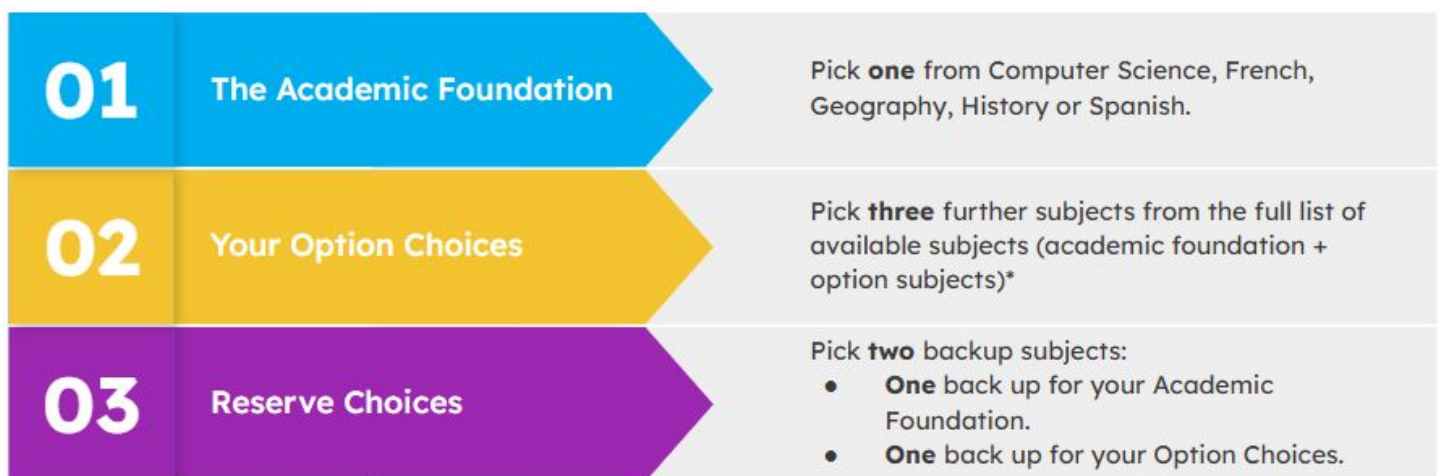 01
The Academic Foundation
Pick one from Computer Science, French,
Geography, History or Spanish.
02
Your Option Choices
Pick three further subjects from the full list of
available subjects (academic foundation +
option subjects)*
03
Reserve Choices
Pick two backup subjects:
● One back up for your Academic
Foundation.
● One back up for your Option Choices.